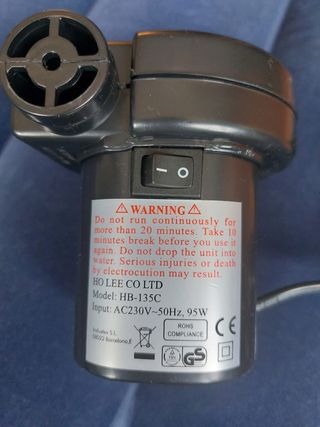 — O
⚠ WARNING ⚠
Do not run continuously for
more than 20 minutes. Take 10
minutes break before you use it
again. Do not drop the unit into
water. Serious injuries or death
by electrocution may result.
HO LEE CO LTD
Model: HB-135C
Input: AC230V~50Hz, 95W
S.L
08022 Barcelona,E
ROHS
COMPLIANCE
CE
GS